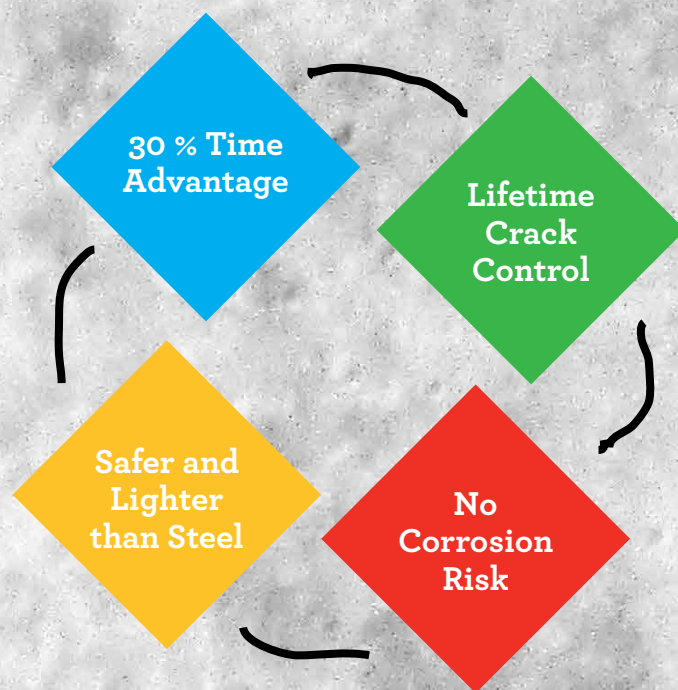 30 % Time
Advantage
Lifetime
Crack
Control
Safer and
Lighter
than Steel
No
Corrosion
Risk